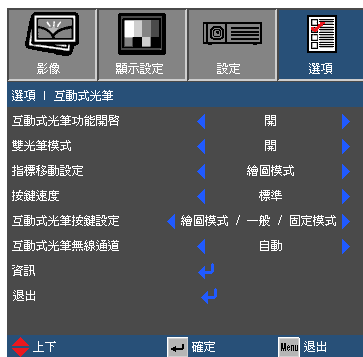 影像 顯示設定 設定 選項
選項 | 互動式光筆
互動式光筆功能開啓 開
雙光筆模式 開
指標移動設定 繪圖模式
按鍵速度 標準
互動式光筆按鍵設定 繪圖模式 / 一般 / 固定模式
互動式光筆無線通道 自動
資訊
退出
上下 確定 Menu 退出